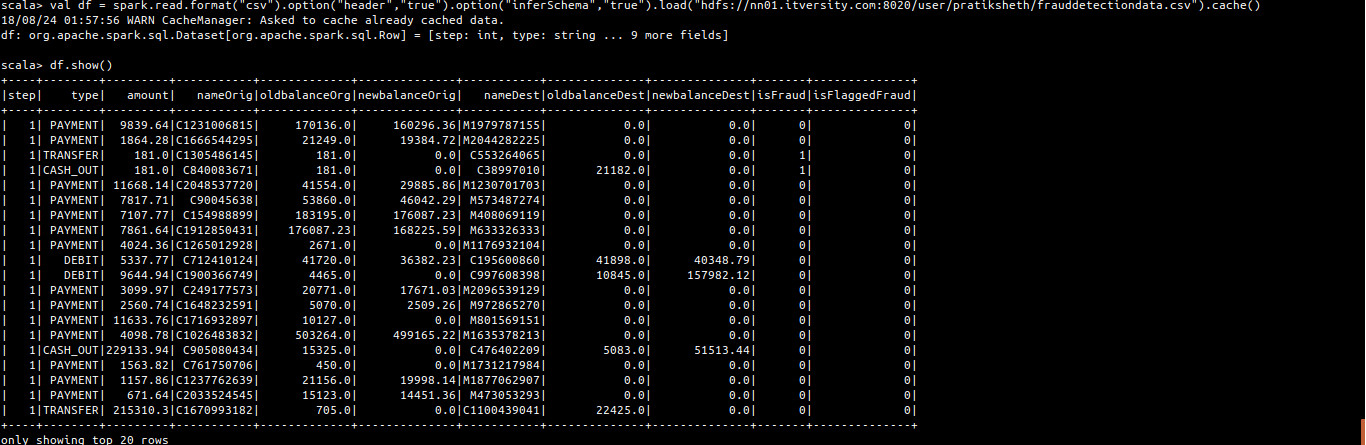 scala> val df = spark.read.format("csv").option("header","true").option("inferSchema","true").load("hdfs://nn01.itversity.com:8020/user/pratiksheth/frauddetectiondata.csv").cache()
18/08/24 01:57:56 WARN CacheManager: Asked to cache already cached data.
df: org.apache.spark.sql.Dataset[org.apache.spark.sql.Row] = [step: int, type: string ... 9 more fields]
scala> df.show()
+----+--------+---------+-----------+-------------+--------------+-----------+--------------+--------------+-------+--------------+
|step|    type|   amount|   nameOrig|oldbalanceOrg|newbalanceOrig|   nameDest|oldbalanceDest|newbalanceDest|isFraud|isFlaggedFraud|
+----+--------+---------+-----------+-------------+--------------+-----------+--------------+--------------+-------+--------------+
|   1| PAYMENT|  9839.64|C1231006815|     170136.0|     160296.36|M1979787155|           0.0|           0.0|      0|             0|
|   1| PAYMENT|  1864.28|C1666544295|      21249.0|      19384.72|M2044282225|           0.0|           0.0|      0|             0|
|   1|TRANSFER|    181.0|C1305486145|        181.0|           0.0| C553264065|           0.0|           0.0|      1|             0|
|   1|CASH_OUT|    181.0| C840083671|        181.0|           0.0|  C38997010|       21182.0|           0.0|      1|             0|
|   1| PAYMENT| 11668.14|C2048537720|      41554.0|      29885.86|M1230701703|           0.0|           0.0|      0|             0|
|   1| PAYMENT|  7817.71|  C90045638|      53860.0|      46042.29| M573487274|           0.0|           0.0|      0|             0|
|   1| PAYMENT|  7107.77| C154988899|     183195.0|     176087.23| M408069119|           0.0|           0.0|      0|             0|
|   1| PAYMENT|  7861.64|C1912850431|    176087.23|     168225.59| M633326333|           0.0|           0.0|      0|             0|
|   1| PAYMENT|  4024.36|C1265012928|       2671.0|           0.0|M1176932104|           0.0|           0.0|      0|             0|
|   1|   DEBIT|  5337.77| C712410124|      41720.0|      36382.23| C195600860|       41898.0|      40348.79|      0|             0|
|   1|   DEBIT|  9644.94|C1900366749|       4465.0|           0.0| C997608398|       10845.0|     157982.12|      0|             0|
|   1| PAYMENT|  3099.97| C249177573|      20771.0|      17671.03|M2096539129|           0.0|           0.0|      0|             0|
|   1| PAYMENT|  2560.74|C1648232591|       5070.0|       2509.26| M972865270|           0.0|           0.0|      0|             0|
|   1| PAYMENT| 11633.76|C1716932897|      10127.0|           0.0| M801569151|           0.0|           0.0|      0|             0|
|   1| PAYMENT|  4098.78|C1026483832|     503264.0|     499165.22|M1635378213|           0.0|           0.0|      0|             0|
|   1|CASH_OUT|229133.94| C905080434|      15325.0|           0.0| C476402209|        5083.0|      51513.44|      0|             0|
|   1| PAYMENT|  1563.82| C761750706|        450.0|           0.0|M1731217984|           0.0|           0.0|      0|             0|
|   1| PAYMENT|  1157.86|C1237762639|      21156.0|      19998.14|M1877062907|           0.0|           0.0|      0|             0|
|   1| PAYMENT|   671.64|C2033524545|      15123.0|      14451.36| M473053293|           0.0|           0.0|      0|             0|
|   1|TRANSFER| 215310.3|C1670993182|        705.0|           0.0|C1100439041|       22425.0|           0.0|      0|             0|
+----+--------+---------+-----------+-------------+--------------+-----------+--------------+--------------+-------+--------------+
only showing top 20 rows